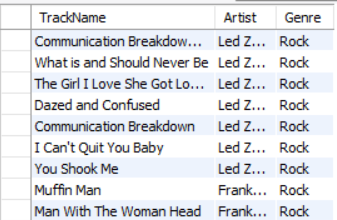 TrackName Artist Genre
Communication Breakdow... Led Z... Rock
What is and Should Never Be Led Z... Rock
The Girl I Love She Got Lo... Led Z... Rock
Dazed and Confused Led Z... Rock
Communication Breakdown Led Z... Rock
I Can't Quit You Baby Led Z... Rock
You Shook Me Led Z... Rock
Muffin Man Frank... Rock
Man With The Woman Head Frank... Rock